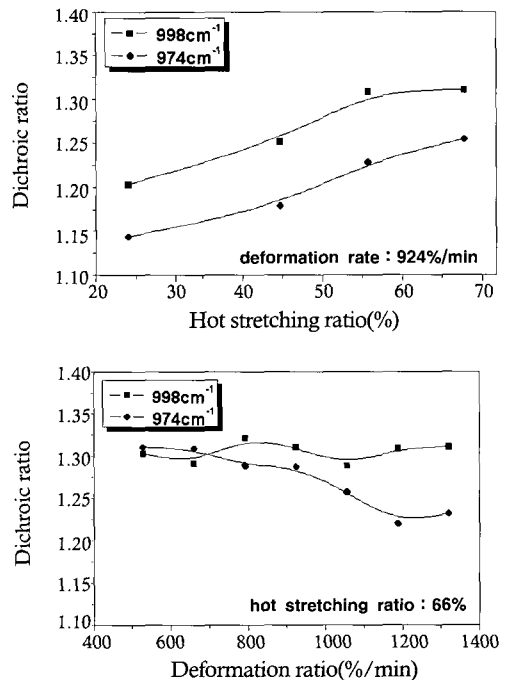 1.40
1.35
1.30
1.25
1.20
1.15
1.10
Dichroic ratio
998cm⁻¹
974cm⁻¹
deformation rate : 924%/min
20 30 40 50 60 70
Hot stretching ratio(%)
1.40
1.35
1.30
1.25
1.20
1.15
1.10
Dichroic ratio
998cm⁻¹
974cm⁻¹
hot stretching ratio : 66%
400 600 800 1000 1200 1400
Deformation ratio(%/min)